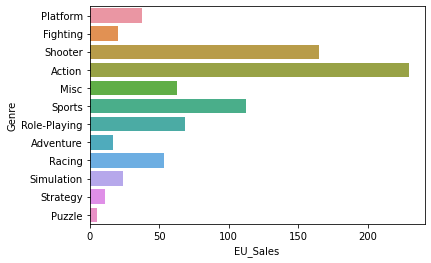 Platform
Fighting
Shooter
Action
Misc
Sports
Role-Playing
Adventure
Racing
Simulation
Strategy
Puzzle
Genre
0 50 100 150 200
EU_Sales